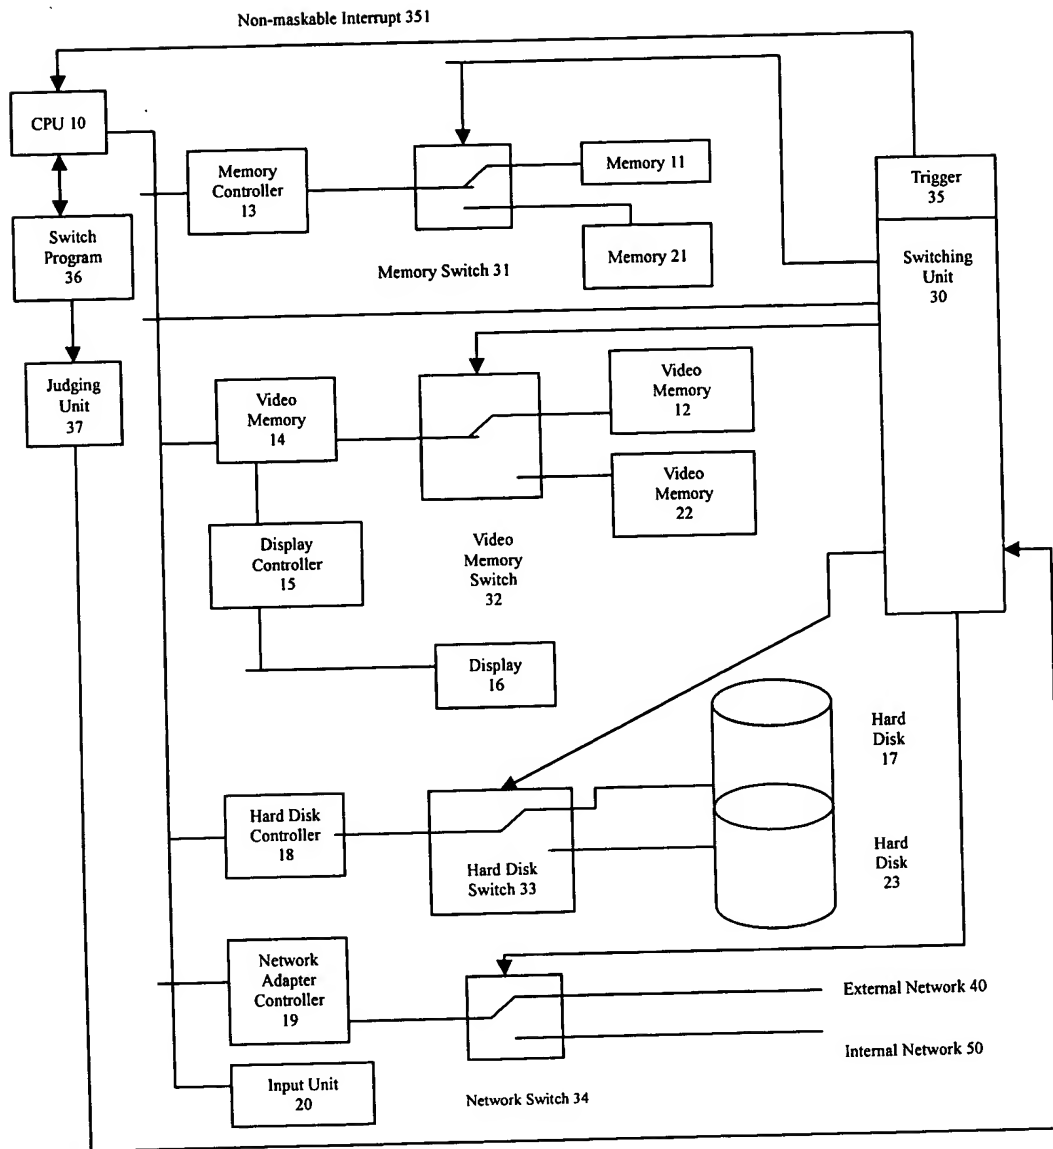 Non-maskable Interrupt 351
CPU 10
Memory
Controller
13
Memory 11
Memory 21
Memory Switch 31
Trigger
35
Switching
Unit
30
Switch
Program
36
Judging
Unit
37
Video
Memory
14
Video
Memory
12
Video
Memory
22
Display
Controller
15
Video
Memory
Switch
32
Display
16
Hard
Disk
17
Hard Disk
Controller
18
Hard Disk
Switch 33
Hard
Disk
23
Network
Adapter
Controller
19
External Network 40
Internal Network 50
Input Unit
20
Network Switch 34